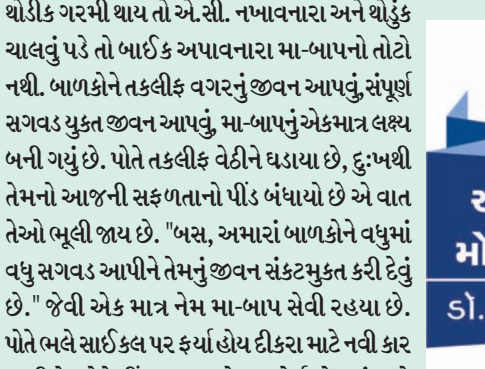 થોડીક ગરમી થાય તો એ.સી. નખાવનારા અને થોડુંક
ચાલવું પડે તો બાઈક અપાવનારા મા-બાપનો તોટો
નથી. બાળકોને તકલીફ વગરનું જીવન આપવું,સંપૂર્ણ
સગવડ યુક્ત જીવન આપવું, મા-બાપનું એકમાત્ર લક્ષ્ય
બની ગયું છે. પોતે તકલીફ વેઠીને ઘડાયા છે, દુઃખથી
તેમનો આજની સફળતાનો પીંડ બંધાયો છે એ વાત
તેઓ ભૂલી જાય છે. "બસ, અમારાં બાળકોને વધુમાં
વધુ સગવડ આપીને તેમનું જીવન સંકટમુકત કરી દેવું
છે." જેવી એક માત્ર નેમ મા-બાપ સેવી રહયા છે.
પોતે ભલે સાઈકલ પર ફર્યા હોય દીકરા માટે નવી કાર
ડૉ.